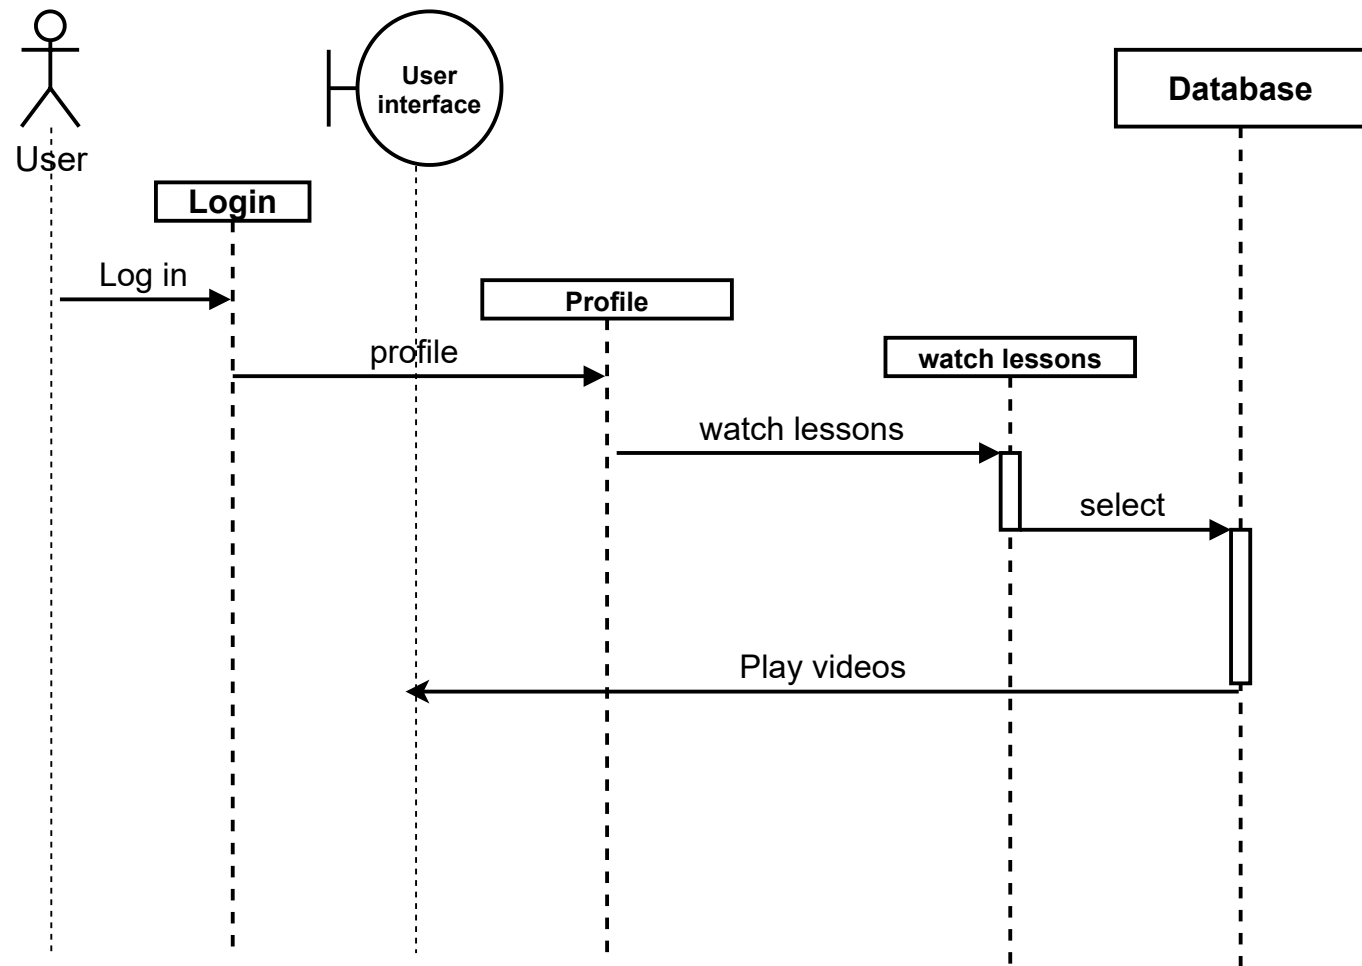 User
interface
Database
User
Login
Log in
Profile
profile
watch lessons
watch lessons
select
Play videos